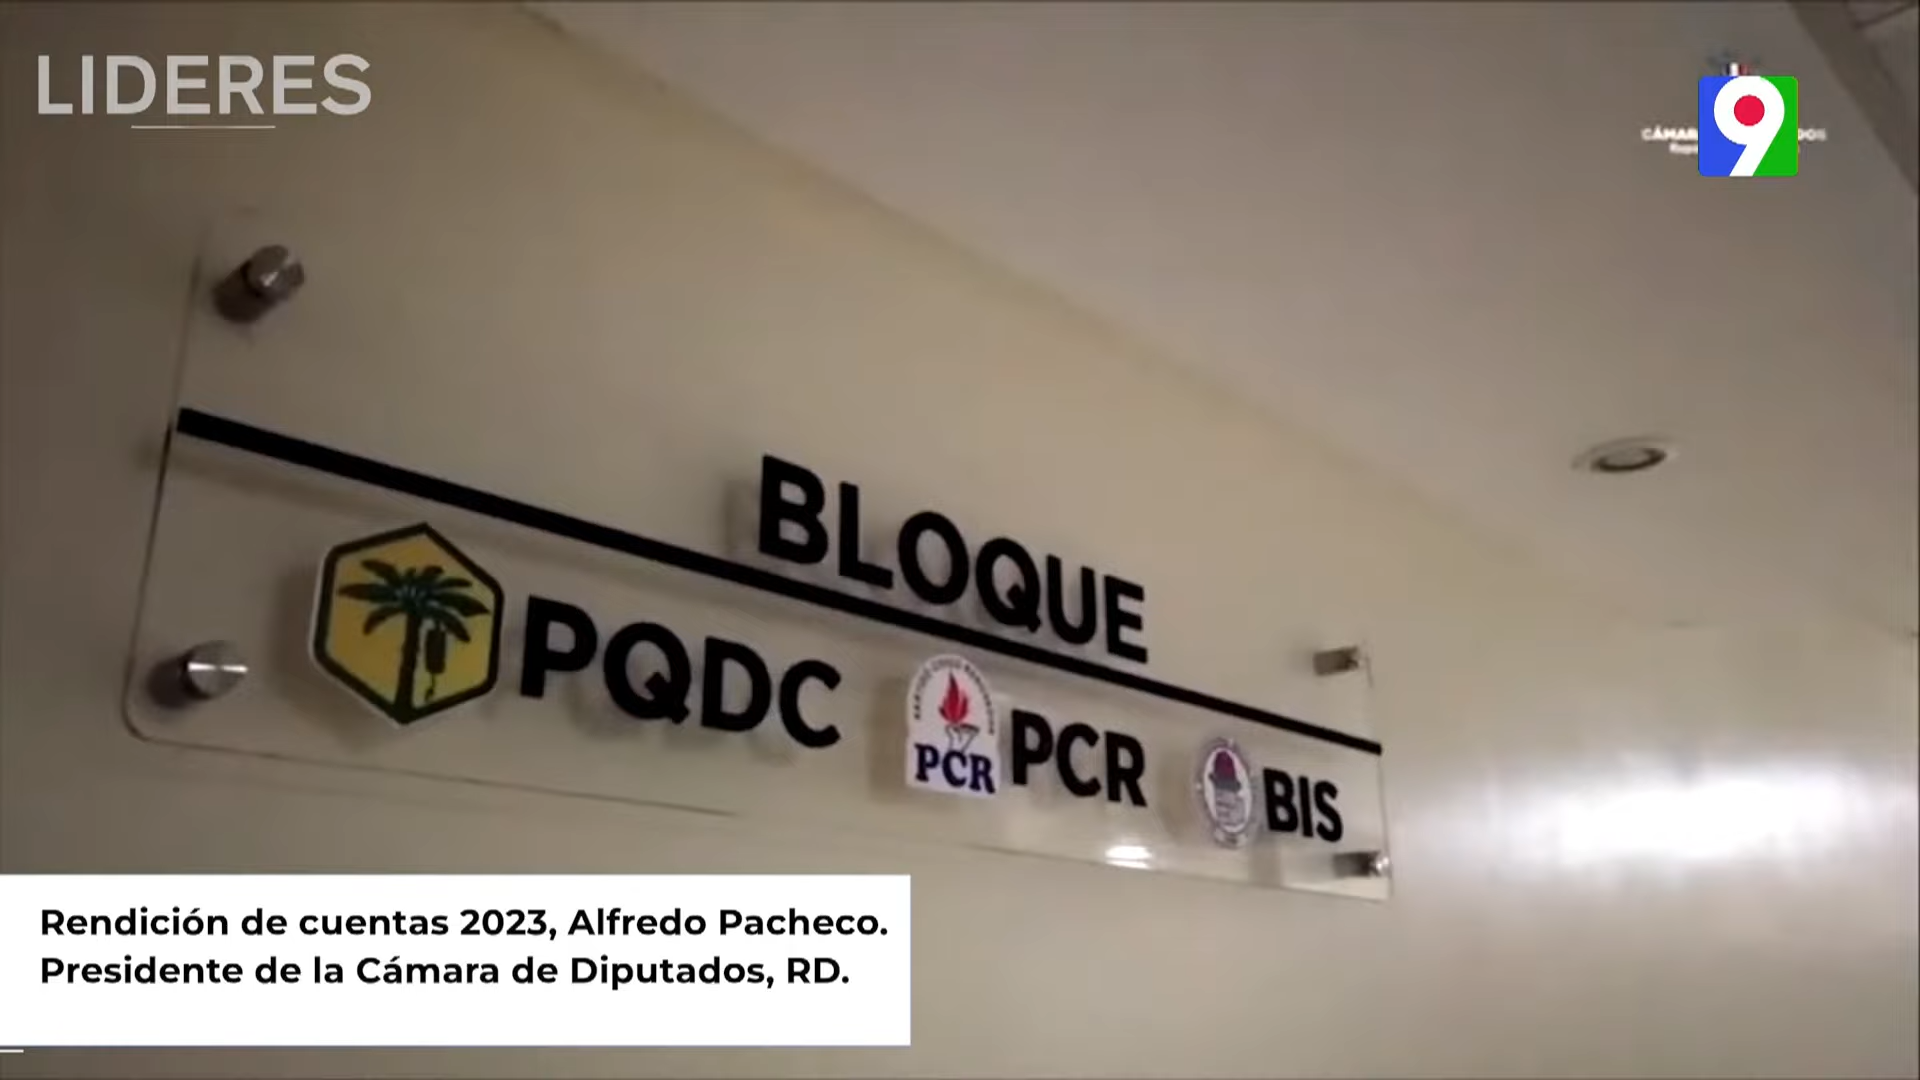 LIDERES
9
BLOQUE
PQDC
PCR
PCR
BIS
Rendición de cuentas 2023, Alfredo Pacheco.
Presidente de la Cámara de Diputados, RD.